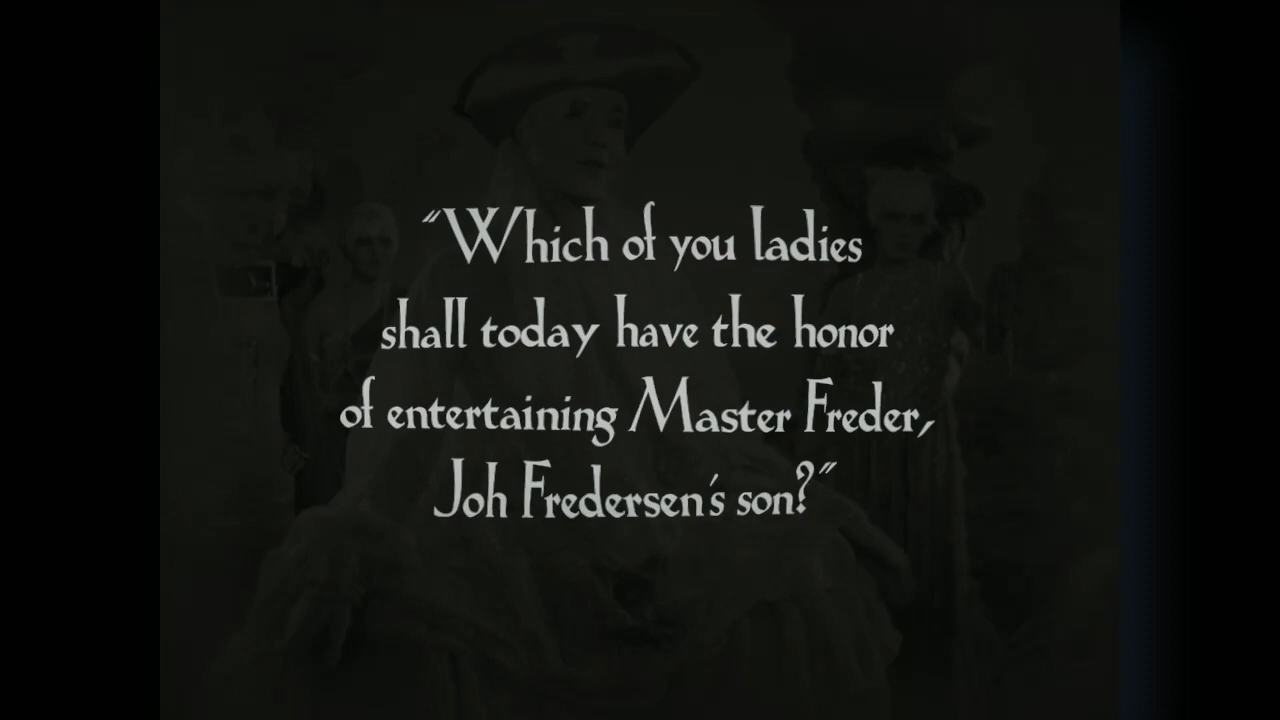 "Which of you ladies
shall today have the honor
of entertaining Master Freder,
Joh Fredersen's son?"